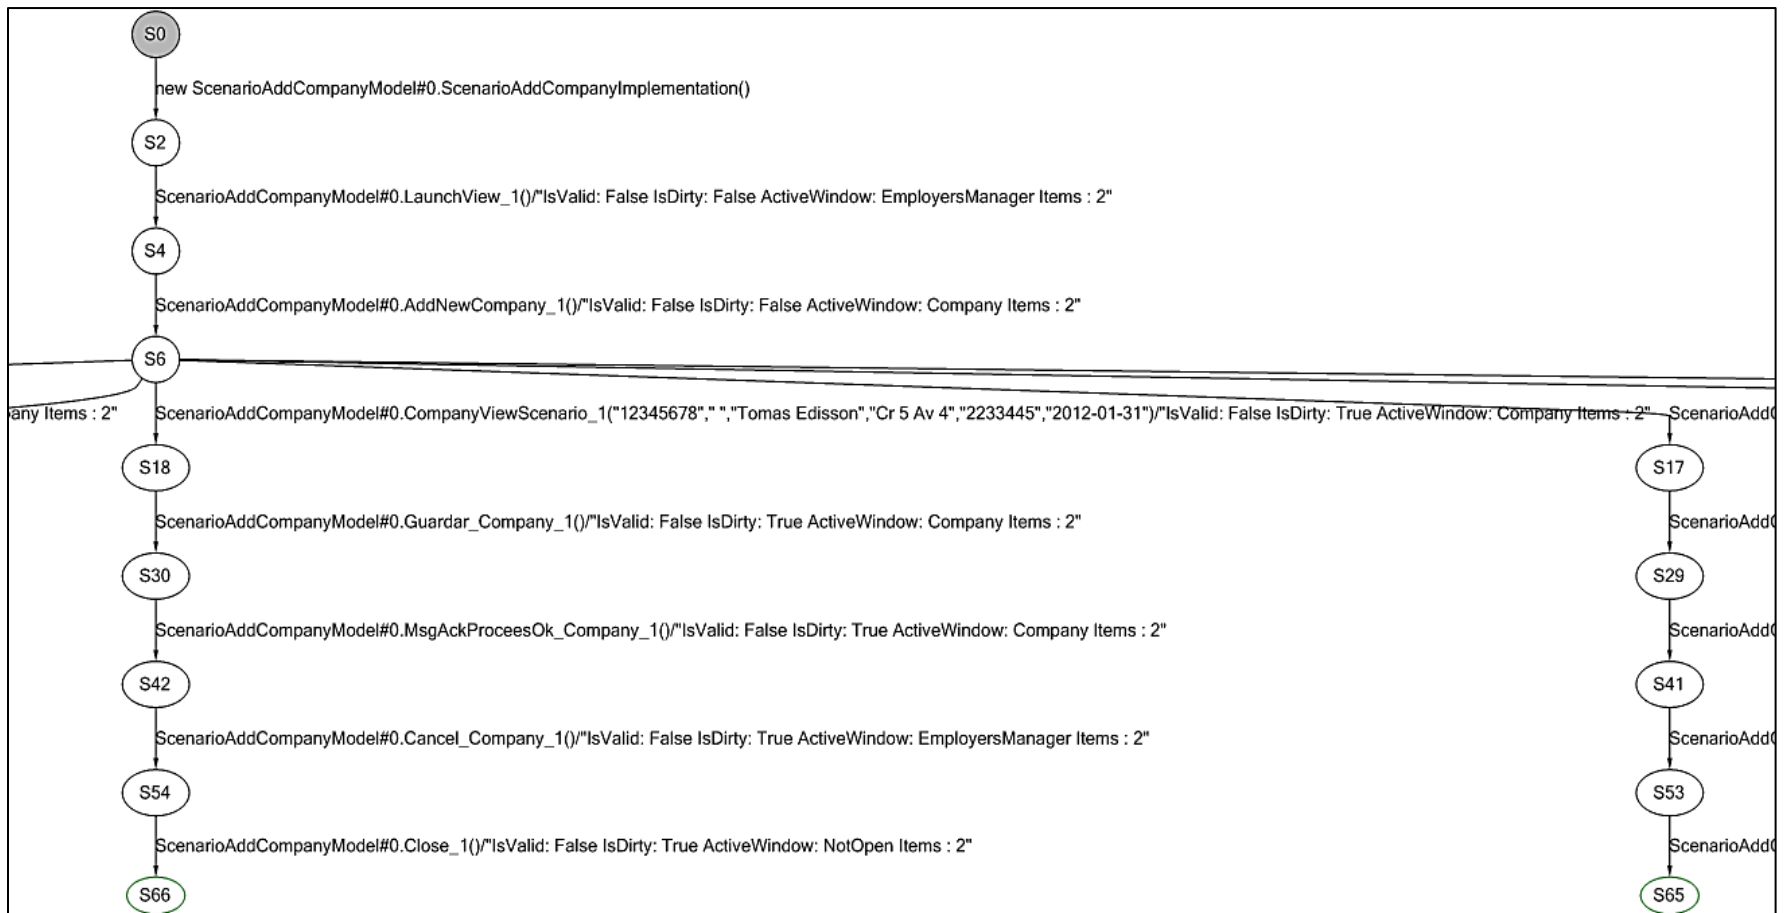 S0
new ScenarioAddCompanyModel#0.ScenarioAddCompanyImplementation()
S2
ScenarioAddCompanyModel#0.LaunchView_1()/"IsValid: False IsDirty: False ActiveWindow: EmployersManager Items : 2"
S4
ScenarioAddCompanyModel#0.AddNewCompany_1()/"IsValid: False IsDirty: False ActiveWindow: Company Items : 2"
S6
any Items : 2" ScenarioAddCompanyModel#0.CompanyViewScenario_1("12345678"," ","Tomas Edisson","Cr 5 Av 4","2233445","2012-01-31")/"IsValid: False IsDirty: True ActiveWindow: Company Items : 2" ScenarioAdd
S18 S17
ScenarioAddCompanyModel#0.Guardar_Company_1()/"IsValid: False IsDirty: True ActiveWindow: Company Items : 2" ScenarioAdd
S30 S29
ScenarioAddCompanyModel#0.MsgAckProceesOk_Company_1()/"IsValid: False IsDirty: True ActiveWindow: Company Items : 2" ScenarioAdd
S42 S41
ScenarioAddCompanyModel#0.Cancel_Company_1()/"IsValid: False IsDirty: True ActiveWindow: EmployersManager Items : 2" ScenarioAdd
S54 S53
ScenarioAddCompanyModel#0.Close_1()/"IsValid: False IsDirty: True ActiveWindow: NotOpen Items : 2" ScenarioAdd
S66 S65